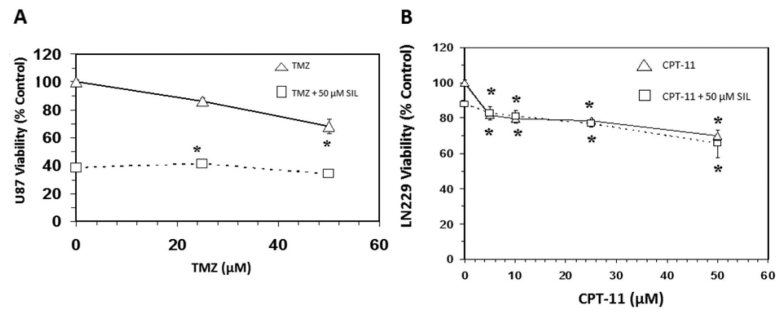 A
U87 Viability (% Control)
120
100
80
60
40
20
0
TMZ
TMZ + 50 µM SIL
*
*
0
20
40
60
TMZ (µM)
B
LN229 Viability (% Control)
120
100
80
60
40
20
0
CPT-11
CPT-11 + 50 µM SIL
* * * *
* * * *
0 10 20 30 40 50 60
CPT-11 (µM)